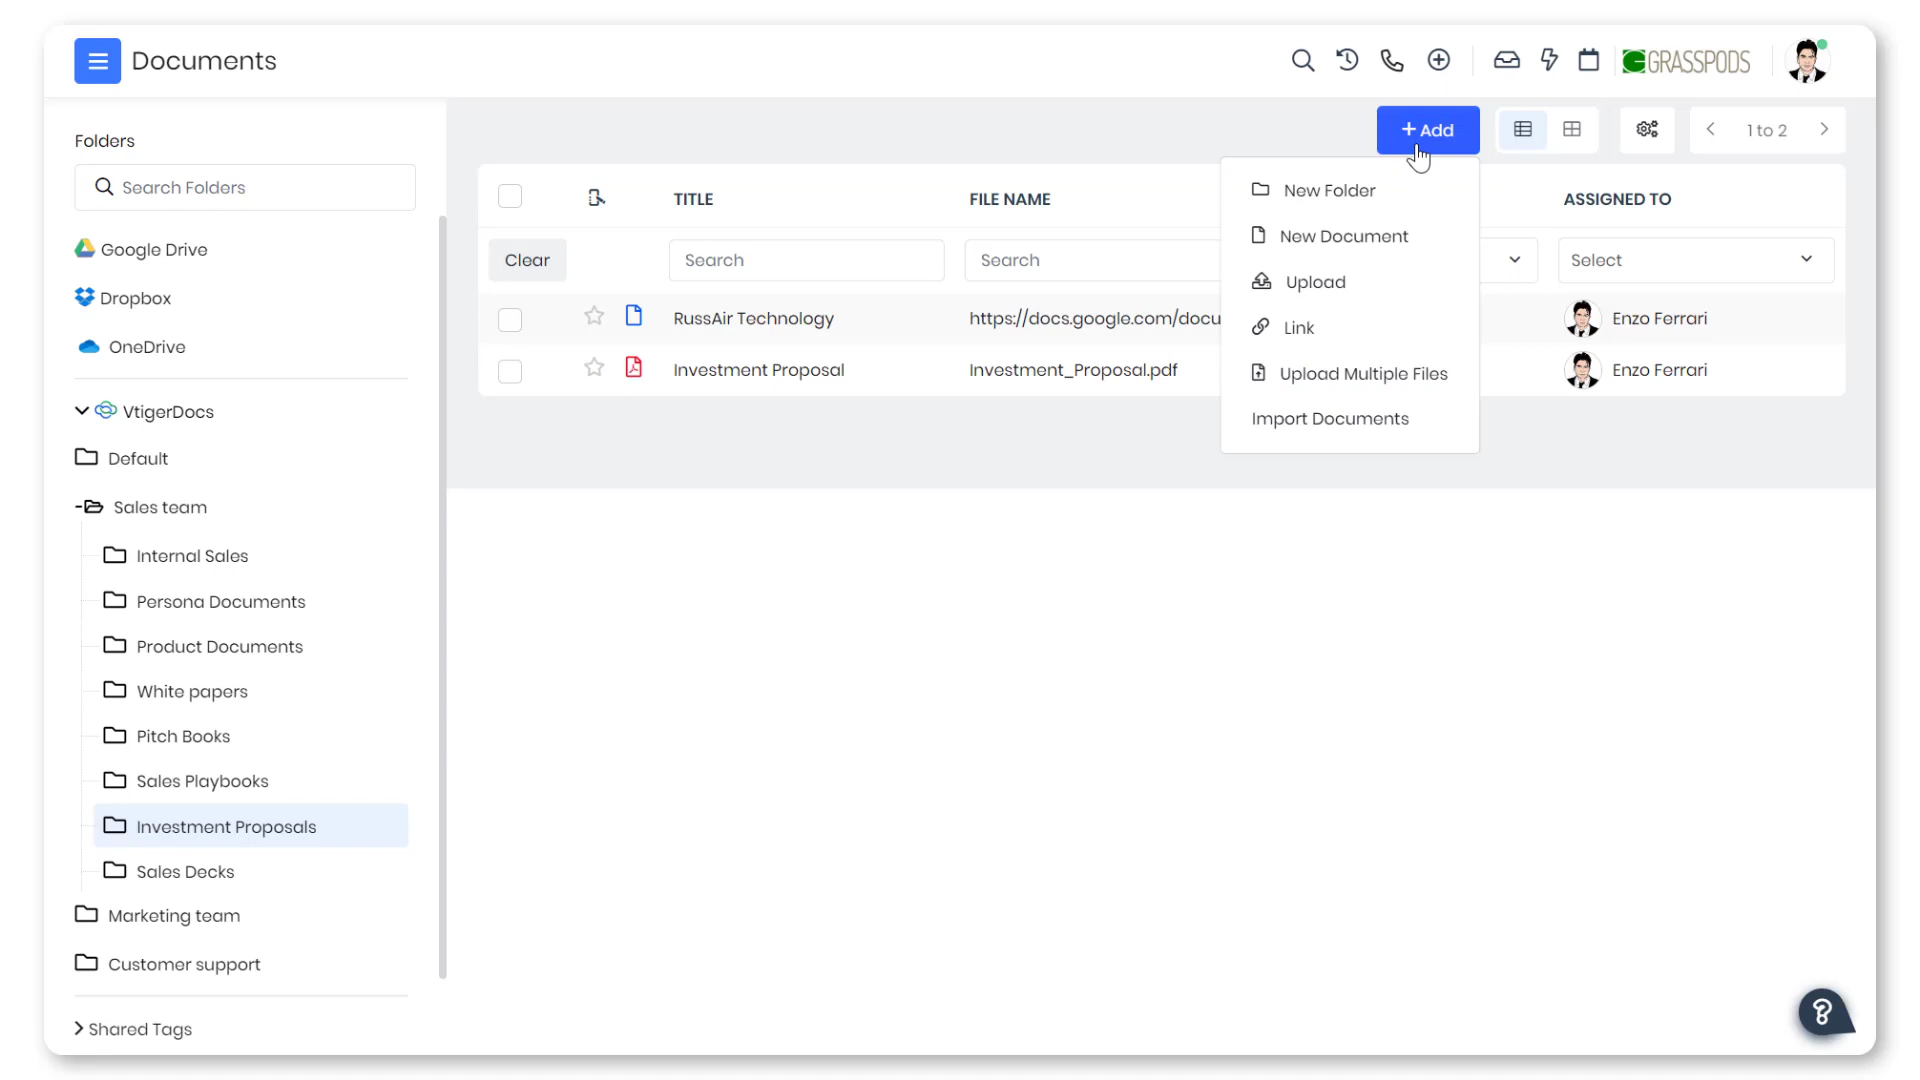 Documents
GRASSPODS
Folders
Search Folders
Google Drive
Dropbox
OneDrive
VtigerDocs
Default
Sales team
Internal Sales
Persona Documents
Product Documents
White papers
Pitch Books
Sales Playbooks
Investment Proposals
Sales Decks
Marketing team
Customer support
Shared Tags
+ Add
1 to 2
New Folder
New Document
Upload
Link
Upload Multiple Files
Import Documents
TITLE FILE NAME ASSIGNED TO
Clear Search Search Select
RussAir Technology https://docs.google.com/docu Enzo Ferrari
Investment Proposal Investment_Proposal.pdf Enzo Ferrari
?